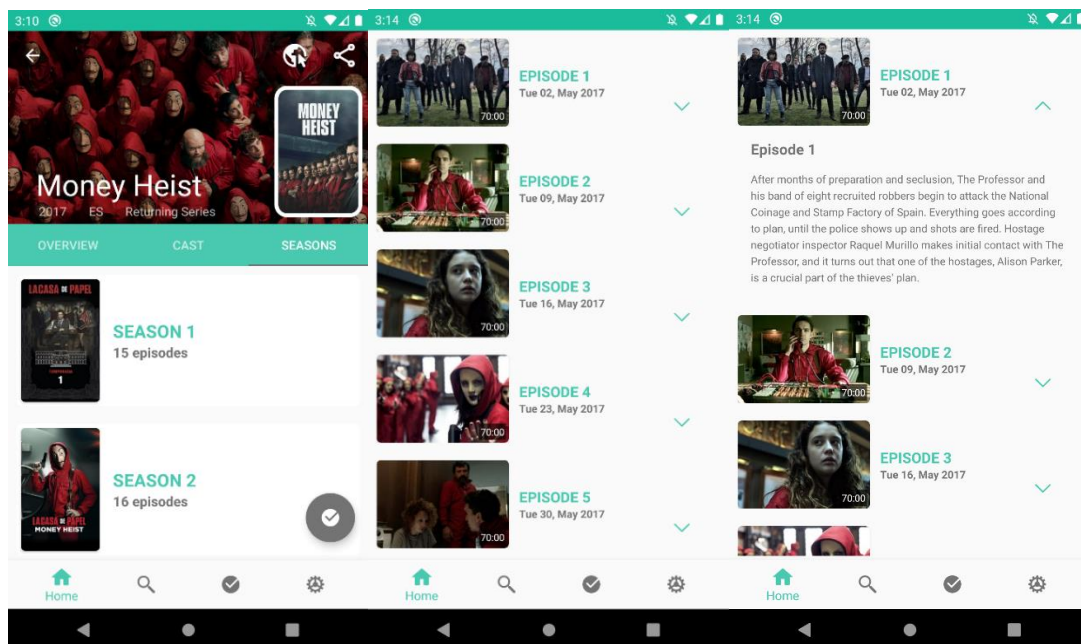 3:10
MONEY
HEIST
Money Heist
2017 ES Returning Series
OVERVIEW CAST SEASONS
LACASA DE PAPEL
1
SEASON 1
15 episodes
LACASA DE PAPEL
MONEY HEIST
SEASON 2
16 episodes
Home
3:14
70:00
EPISODE 1
Tue 02, May 2017
70:00
EPISODE 2
Tue 09, May 2017
70:00
EPISODE 3
Tue 16, May 2017
70:00
EPISODE 4
Tue 23, May 2017
70:00
EPISODE 5
Tue 30, May 2017
Home
3:14
70:00
EPISODE 1
Tue 02, May 2017
Episode 1
After months of preparation and seclusion, The Professor and
his band of eight recruited robbers begin to attack the National
Coinage and Stamp Factory of Spain. Everything goes according
to plan, until the police shows up and shots are fired. Hostage
negotiator inspector Raquel Murillo makes initial contact with The
Professor, and it turns out that one of the hostages, Alison Parker,
is a crucial part of the thieves' plan.
70:00
EPISODE 2
Tue 09, May 2017
70:00
EPISODE 3
Tue 16, May 2017
Home